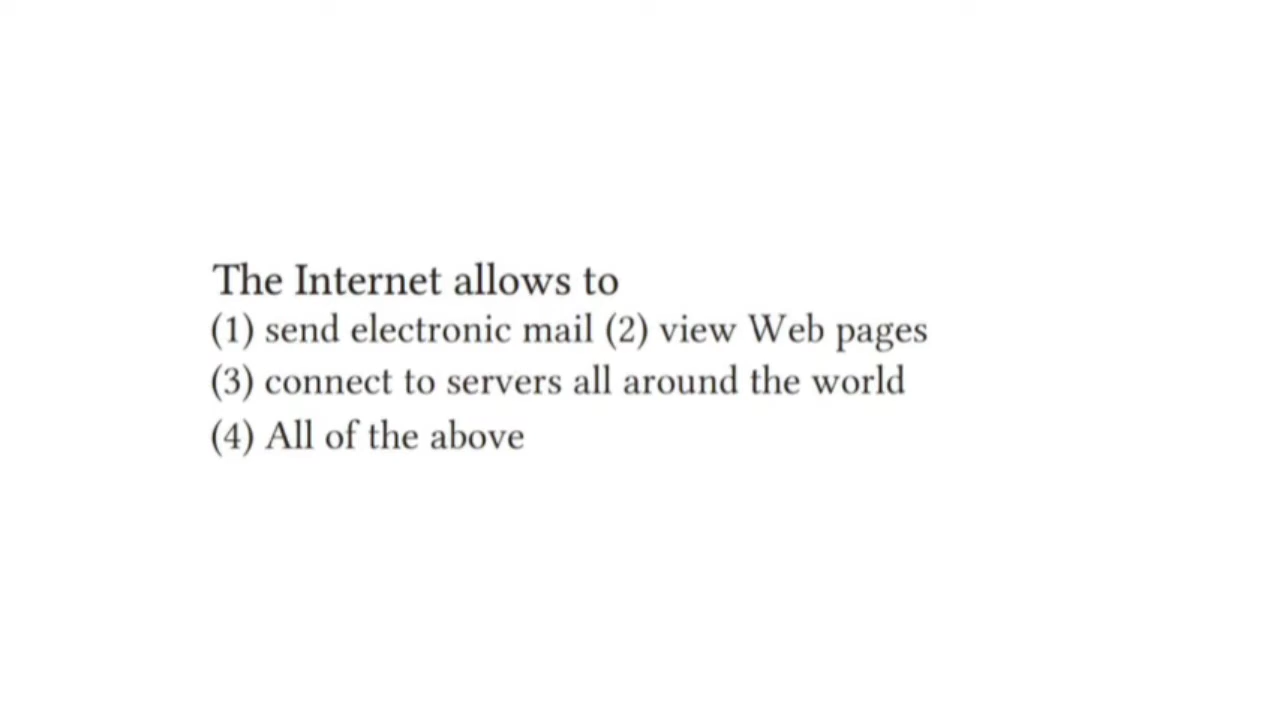 The Internet allows to
(1) send electronic mail (2) view Web pages
(3) connect to servers all around the world
(4) All of the above